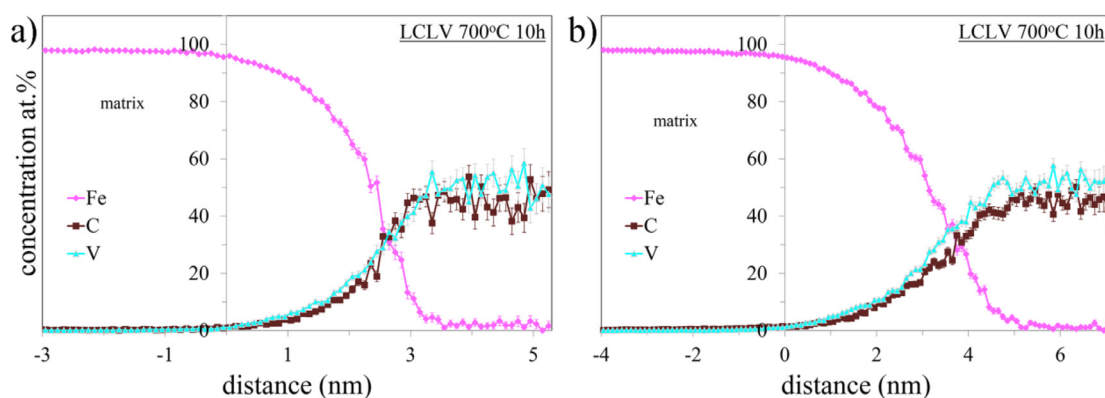 a)
LCLV 700°C 10h
concentration at.%
100
80
60
40
20
0
matrix
Fe
C
V
-3
-1
1
3
5
distance (nm)
b)
LCLV 700°C 10h
100
80
60
40
20
0
matrix
Fe
C
V
-4
-2
0
2
4
6
distance (nm)